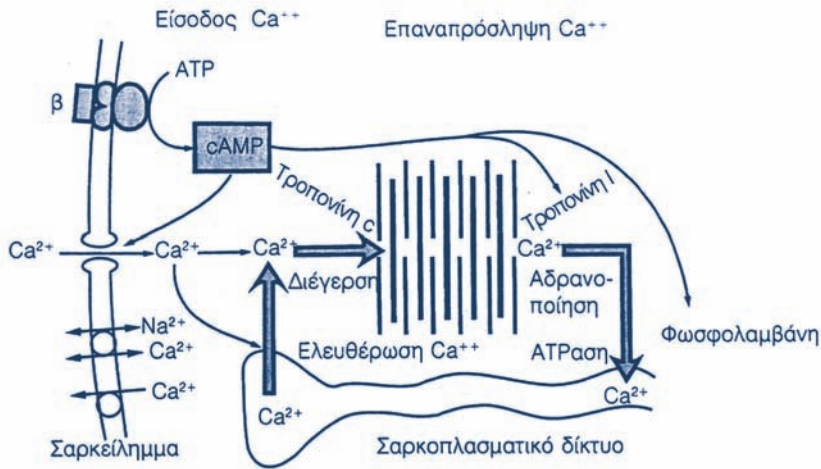 Είσοδος Ca⁺⁺
Επαναπρόσληψη Ca⁺⁺
ATP
β
cAMP
Τροπονίνη c
Τροπονίνη I
Ca²⁺
Ca²⁺
Ca²⁺
Ca²⁺
Διέγερση
Αδρανο-
ποίηση
Na²⁺
Ca²⁺
Ελευθέρωση Ca⁺⁺
ATPαση
Φωσφολαμβάνη
Ca²⁺
Ca²⁺
Ca²⁺
Σαρκείλημμα
Σαρκοπλασματικό δίκτυο